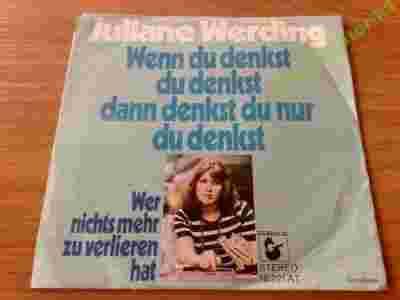 Juliane Werding
Wenn du denkst
du denkst
dann denkst du nur
du denkst
Wer
nichts mehr
zu verlieren
hat
STEREO